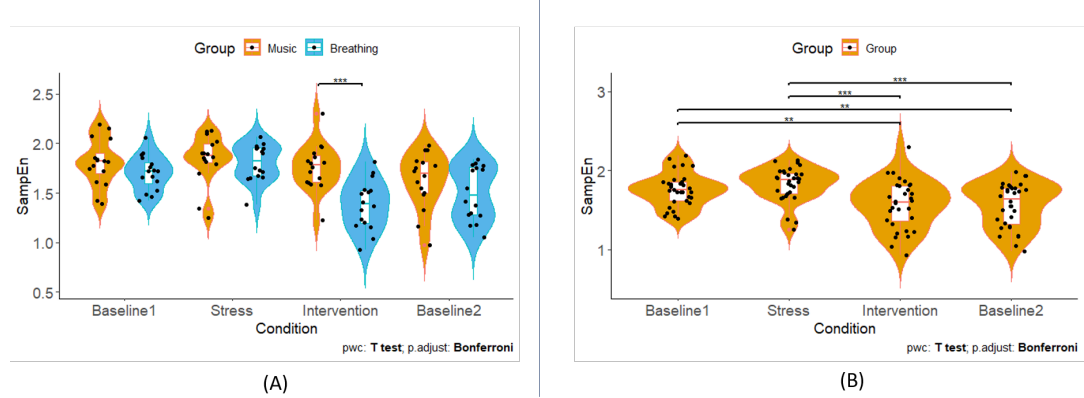 Group Music Breathing
***
2.5
2.0
1.5
1.0
0.5
SampEn
Baseline1 Stress Intervention Baseline2
Condition
pwc: T test; p.adjust: Bonferroni
(A)
Group Group
***
***
**
**
3
2
1
SampEn
Baseline1 Stress Intervention Baseline2
Condition
pwc: T test; p.adjust: Bonferroni
(B)